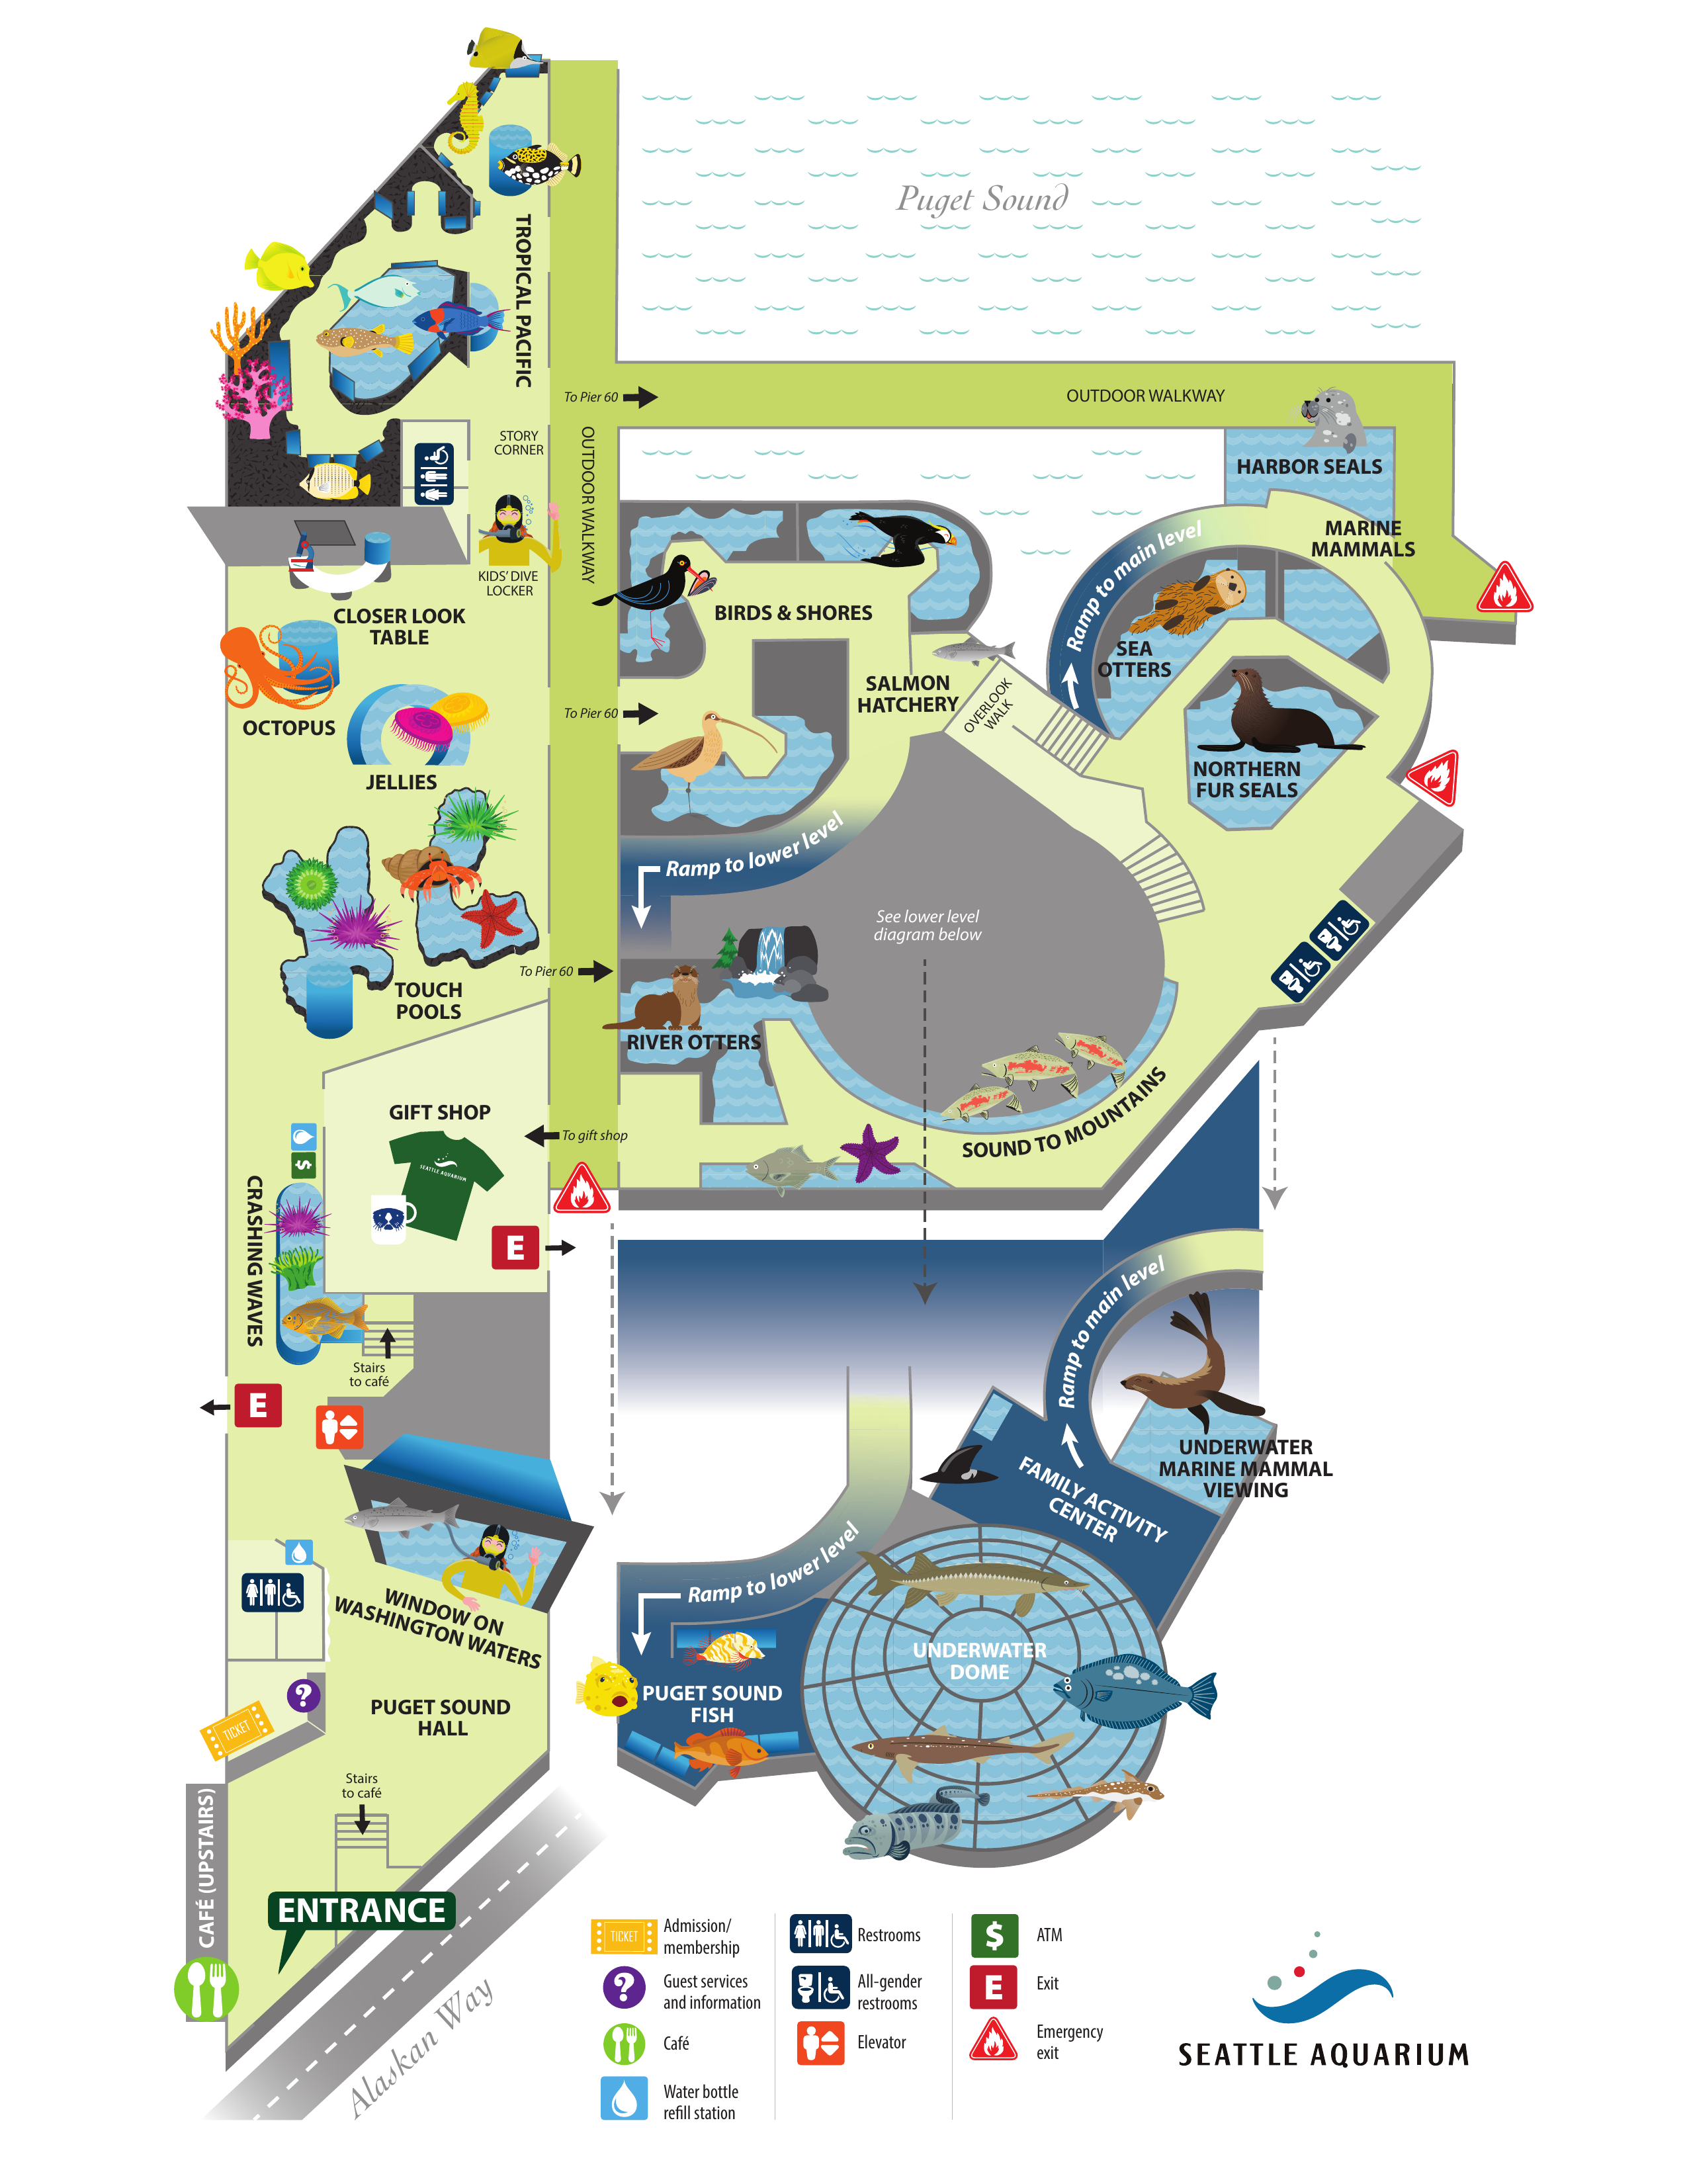 Puget Sound
TROPICAL PACIFIC
To Pier 60
OUTDOOR WALKWAY
HARBOR SEALS
STORY
CORNER
OUTDOOR WALKWAY
MARINE
MAMMALS
Ramp to main level
KIDS' DIVE
LOCKER
CLOSER LOOK
TABLE
BIRDS & SHORES
SEA
OTTERS
SALMON
HATCHERY
OVERLOOK
WALK
OCTOPUS
To Pier 60
JELLIES
NORTHERN
FUR SEALS
Ramp to lower level
See lower level
diagram below
To Pier 60
TOUCH
POOLS
RIVER OTTERS
SOUND TO MOUNTAINS
GIFT SHOP
To gift shop
SEATTLE AQUARIUM
$
CRASHING WAVES
E
Stairs
to café
E
Ramp to main level
UNDERWATER
MARINE MAMMAL
VIEWING
FAMILY ACTIVITY
CENTER
Ramp to lower level
WINDOW ON
WASHINGTON WATERS
UNDERWATER
DOME
PUGET SOUND
FISH
?
TICKET
PUGET SOUND
HALL
Stairs
to café
CAFÉ (UPSTAIRS)
ENTRANCE
Alaskan Way
TICKET
Admission/
membership
?
Guest services
and information
Café
Water bottle
refill station
Restrooms
All-gender
restrooms
Elevator
$
ATM
E
Exit
Emergency
exit
SEATTLE AQUARIUM